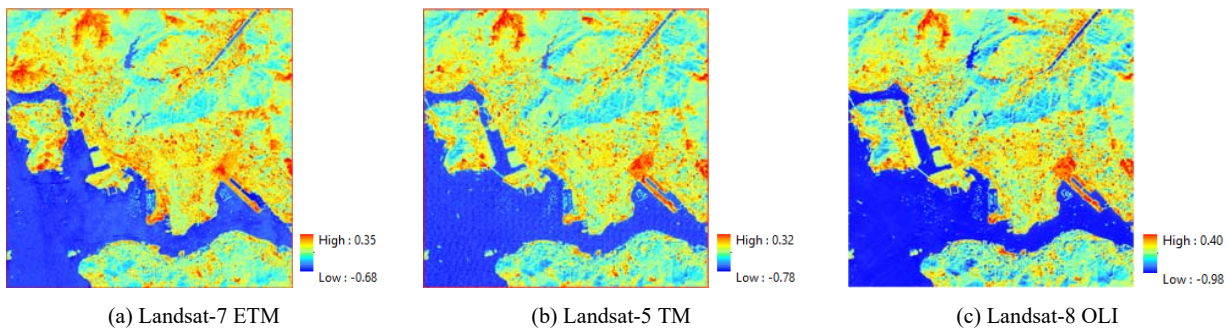 High : 0.35
Low : -0.68
High : 0.32
Low : -0.78
High : 0.40
Low : -0.98
(a) Landsat-7 ETM
(b) Landsat-5 TM
(c) Landsat-8 OLI